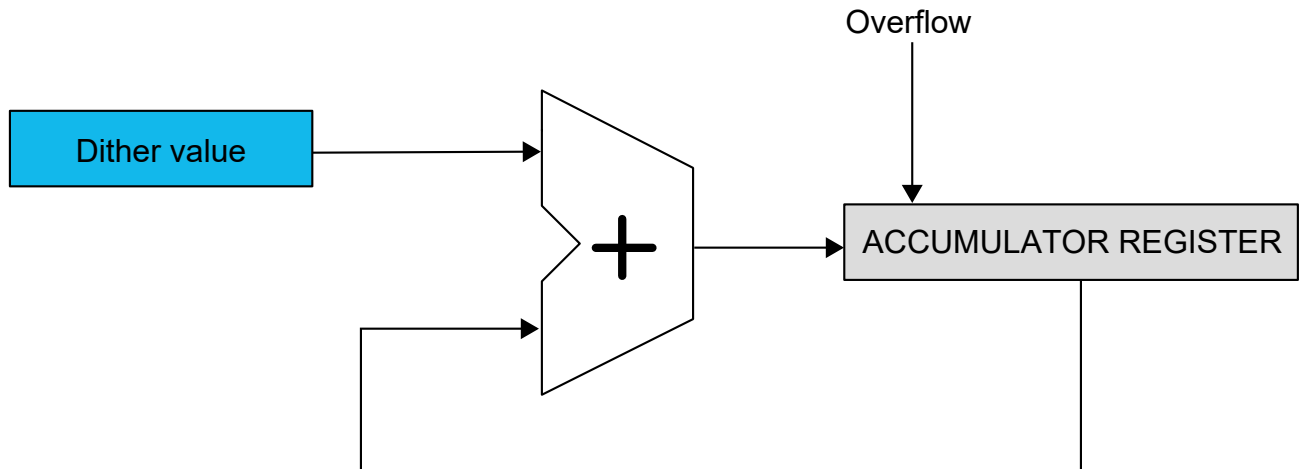 Overflow
Dither value
+
ACCUMULATOR REGISTER